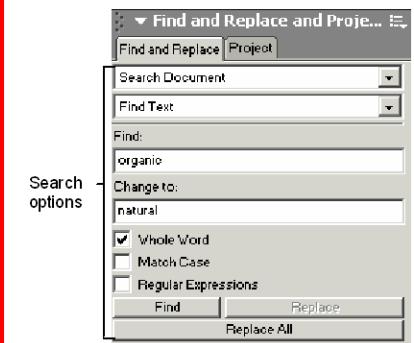 Find and Replace and Proje...
Find and Replace Project
Search Document
Find Text
Find:
organic
Search options
Change to:
natural
Whole Word
Match Case
Regular Expressions
Find Replace
Replace All